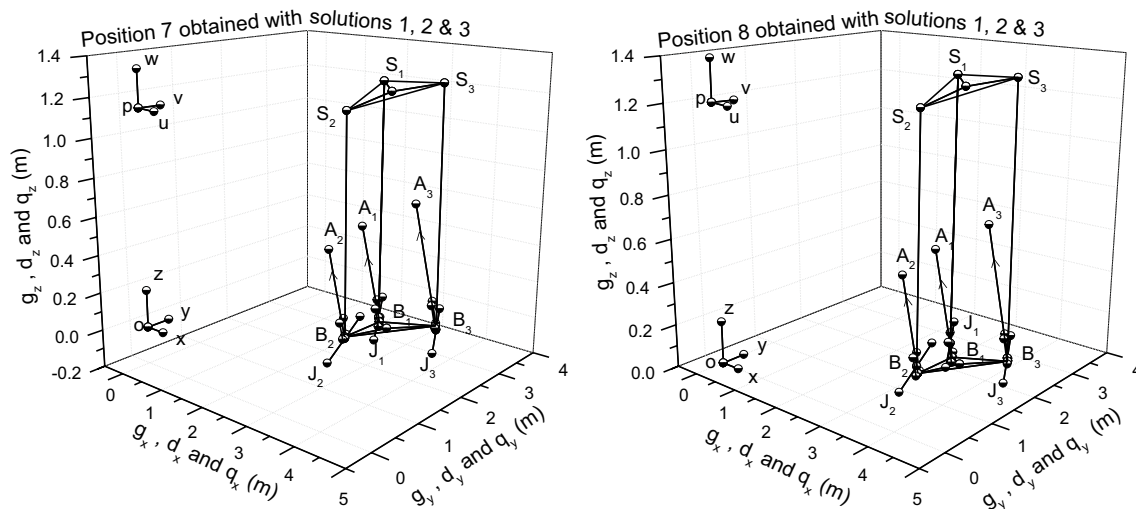 Position 7 obtained with solutions 1, 2 & 3
1.4
1.2
1.0
0.8
0.6
0.4
0.2
0.0
-0.2
g_z , d_z and q_z (m)
w
p
v
u
z
o
y
x
S_1
S_2
S_3
A_1
A_2
A_3
B_1
B_2
B_3
J_1
J_2
J_3
0
1
2
3
4
5
g_x , d_x and q_x (m)
0
1
2
3
4
g_y , d_y and q_y (m)
Position 8 obtained with solutions 1, 2 & 3
1.4
1.2
1.0
0.8
0.6
0.4
0.2
0.0
g_z , d_z and q_z (m)
w
p
v
u
z
o
y
x
S_1
S_2
S_3
A_1
A_2
A_3
J_1
B_1
B_2
B_3
J_2
J_3
0
1
2
3
4
5
g_x , d_x and q_x (m)
0
1
2
3
4
g_y , d_y and q_y (m)